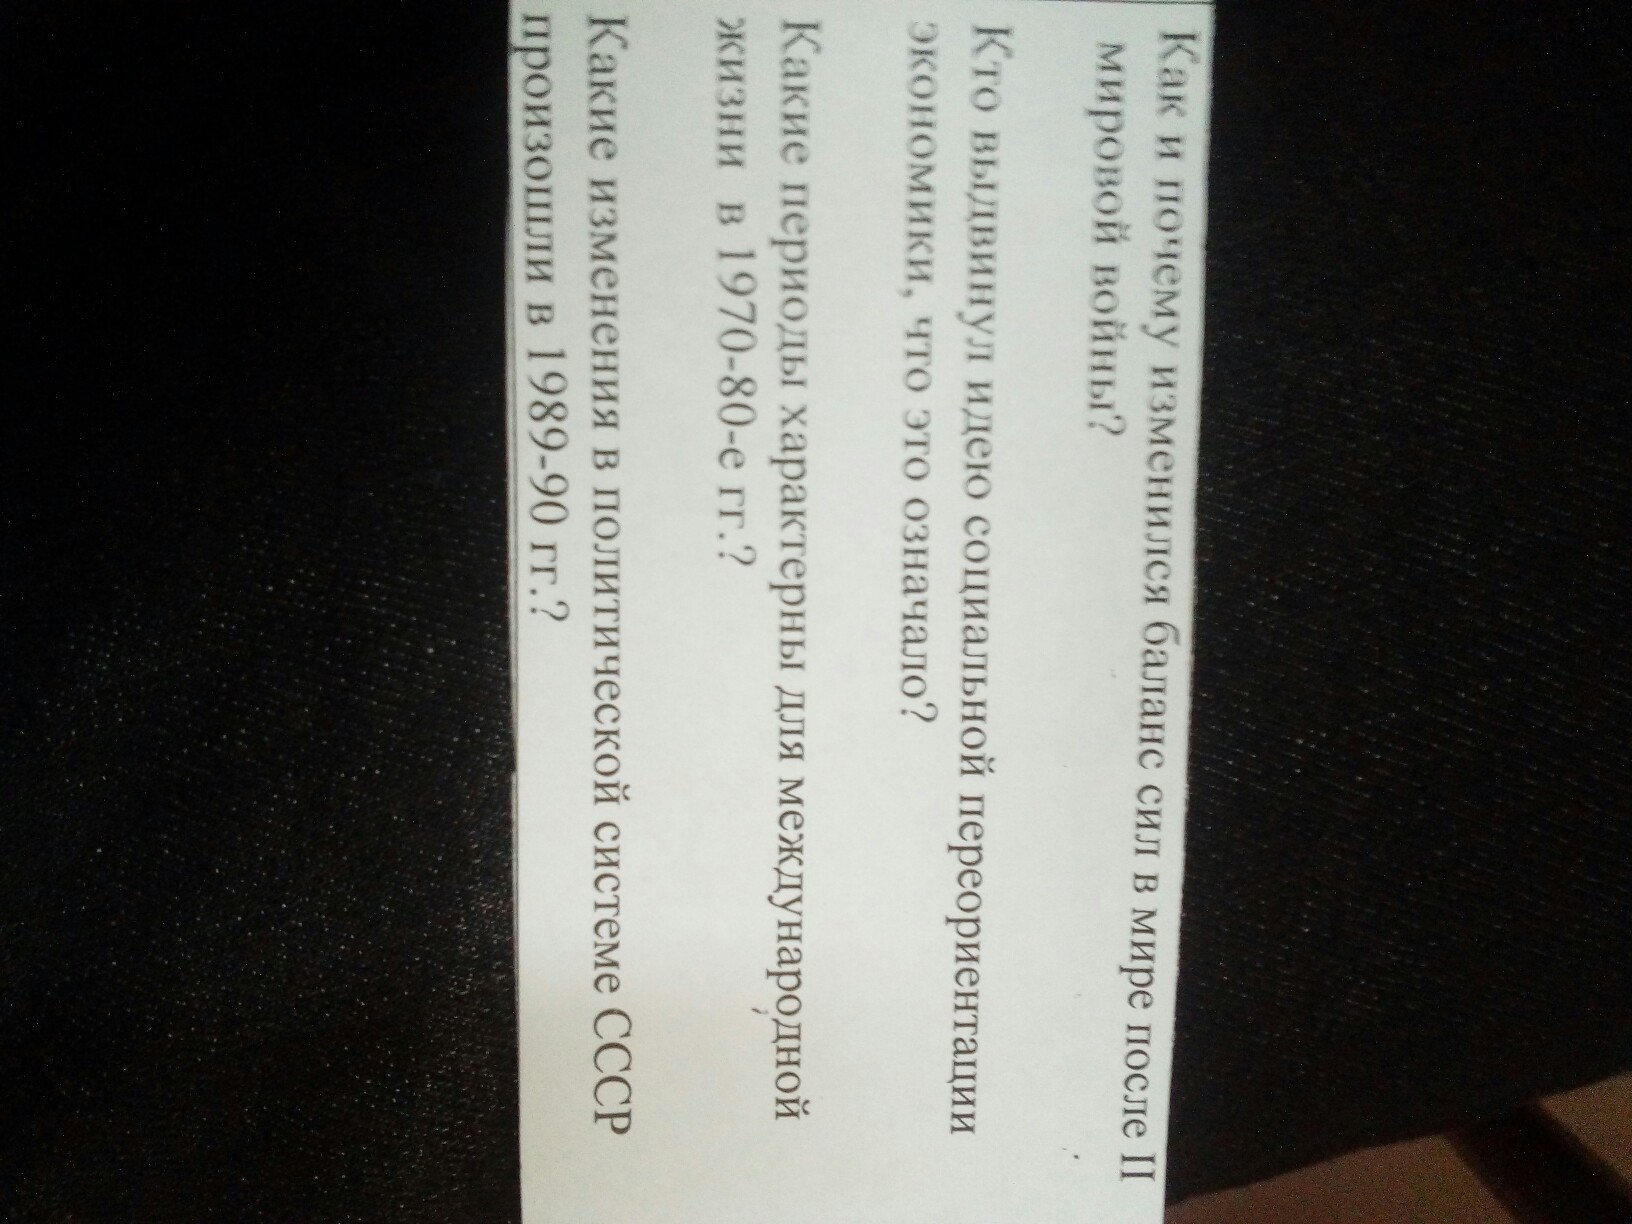 Как и почему изменился баланс сил в мире после II
мировой войны?
Кто выдвинул идею социальной переориентации
экономики, что это означало?
Какие периоды характерны для международной
жизни в 1970-80-е гг.?
Какие изменения в политической системе СССР
произошли в 1989-90 гг.?